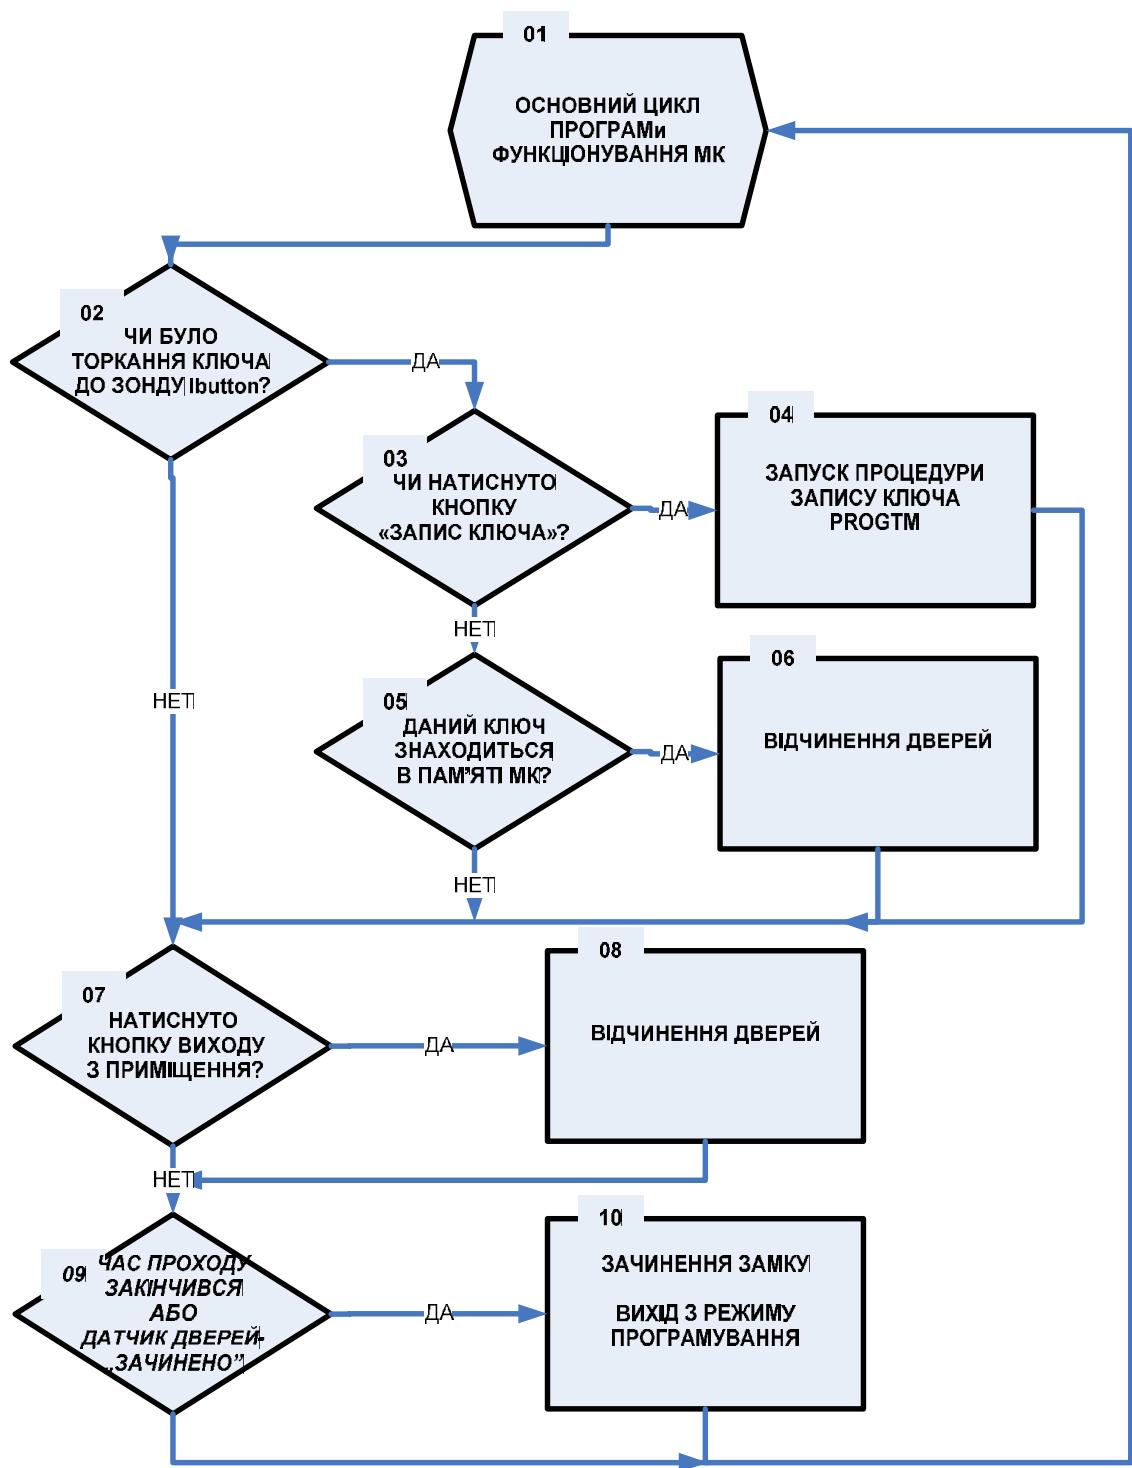 01
ОСНОВНИЙ ЦИКЛ
ПРОГРАМи
ФУНКЦІОНУВАННЯ МК
02
ЧИ БУЛО
ТОРКАННЯ КЛЮЧА
ДО ЗОНДУ Ibutton?
ДА
03
ЧИ НАТИСНУТО
КНОПКУ
«ЗАПИС КЛЮЧА»?
ДА
04
ЗАПУСК ПРОЦЕДУРИ
ЗАПИСУ КЛЮЧА
PROGTM
НЕТ
НЕТ
05
ДАНИЙ КЛЮЧ
ЗНАХОДИТЬСЯ
В ПАМ'ЯТІ МК?
ДА
06
ВІДЧИНЕННЯ ДВЕРЕЙ
НЕТ
07
НАТИСНУТО
КНОПКУ ВИХОДУ
З ПРИМІЩЕННЯ?
ДА
08
ВІДЧИНЕННЯ ДВЕРЕЙ
НЕТ
09
ЧАС ПРОХОДУ
ЗАКІНЧИВСЯ
АБО
ДАТЧИК ДВЕРЕЙ-
„ЗАЧИНЕНО”
ДА
10
ЗАЧИНЕННЯ ЗАМКУ
ВИХІД З РЕЖИМУ
ПРОГРАМУВАННЯ